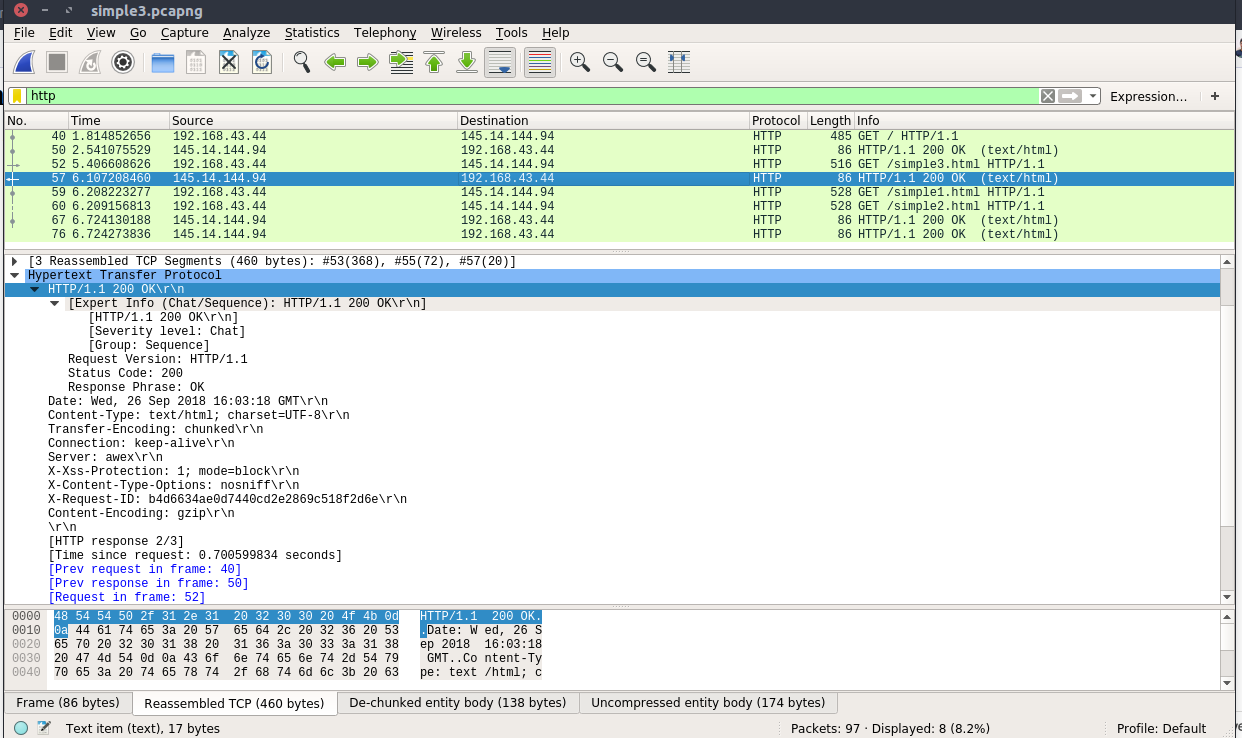 simple3.pcapng
File Edit View Go Capture Analyze Statistics Telephony Wireless Tools Help
http Expression… +
No. Time Source Destination Protocol Length Info
40 1.814852656 192.168.43.44 145.14.144.94 HTTP 485 GET / HTTP/1.1
50 2.541075529 145.14.144.94 192.168.43.44 HTTP 86 HTTP/1.1 200 OK (text/html)
52 5.406608626 192.168.43.44 145.14.144.94 HTTP 516 GET /simple3.html HTTP/1.1
57 6.107208460 145.14.144.94 192.168.43.44 HTTP 86 HTTP/1.1 200 OK (text/html)
59 6.208223277 192.168.43.44 145.14.144.94 HTTP 528 GET /simple1.html HTTP/1.1
60 6.209156813 192.168.43.44 145.14.144.94 HTTP 528 GET /simple2.html HTTP/1.1
67 6.724130188 145.14.144.94 192.168.43.44 HTTP 86 HTTP/1.1 200 OK (text/html)
76 6.724273836 145.14.144.94 192.168.43.44 HTTP 86 HTTP/1.1 200 OK (text/html)
[3 Reassembled TCP Segments (460 bytes): #53(368), #55(72), #57(20)]
Hypertext Transfer Protocol
HTTP/1.1 200 OK\r\n
[Expert Info (Chat/Sequence): HTTP/1.1 200 OK\r\n]
[HTTP/1.1 200 OK\r\n]
[Severity level: Chat]
[Group: Sequence]
Request Version: HTTP/1.1
Status Code: 200
Response Phrase: OK
Date: Wed, 26 Sep 2018 16:03:18 GMT\r\n
Content-Type: text/html; charset=UTF-8\r\n
Transfer-Encoding: chunked\r\n
Connection: keep-alive\r\n
Server: awex\r\n
X-Xss-Protection: 1; mode=block\r\n
X-Content-Type-Options: nosniff\r\n
X-Request-ID: b4d6634ae0d7440cd2e2869c518f2d6e\r\n
Content-Encoding: gzip\r\n
\r\n
[HTTP response 2/3]
[Time since request: 0.700599834 seconds]
[Prev request in frame: 40]
[Prev response in frame: 50]
[Request in frame: 52]
0000 48 54 54 50 2f 31 2e 31 20 32 30 30 20 4f 4b 0d HTTP/1.1 200 OK.
0010 0a 44 61 74 65 3a 20 57 65 64 2c 20 32 36 20 53 .Date: W ed, 26 S
0020 65 70 20 32 30 31 38 20 31 36 3a 30 33 3a 31 38 ep 2018 16:03:18
0030 20 47 4d 54 0d 0a 43 6f 6e 74 65 6e 74 2d 54 79 GMT..Co ntent-Ty
0040 70 65 3a 20 74 65 78 74 2f 68 74 6d 6c 3b 20 63 pe: text /html; c
Frame (86 bytes) Reassembled TCP (460 bytes) De-chunked entity body (138 bytes) Uncompressed entity body (174 bytes)
Text item (text), 17 bytes Packets: 97 · Displayed: 8 (8.2%) Profile: Default